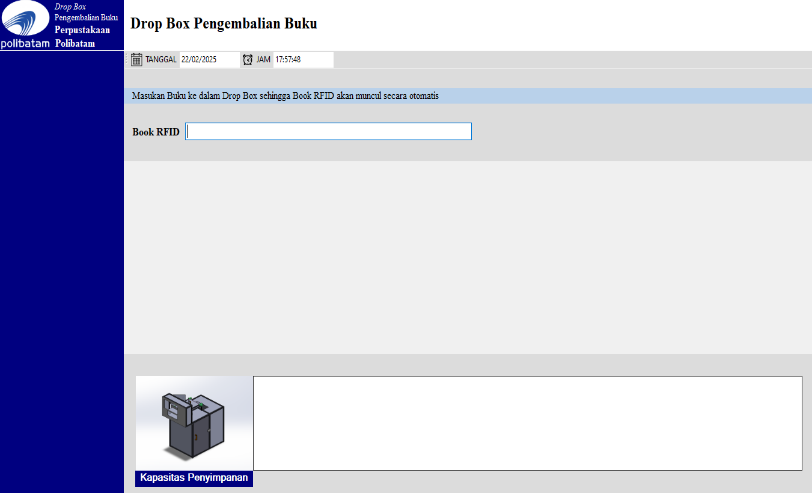 Drop Box
Pengembalian Buku
Perpustakaan
polibatam Polibatam
Drop Box Pengembalian Buku
TANGGAL 22/02/2025 JAM 17:57:48
Masukan Buku ke dalam Drop Box sehingga Book RFID akan muncul secara otomatis
Book RFID
Kapasitas Penyimpanan